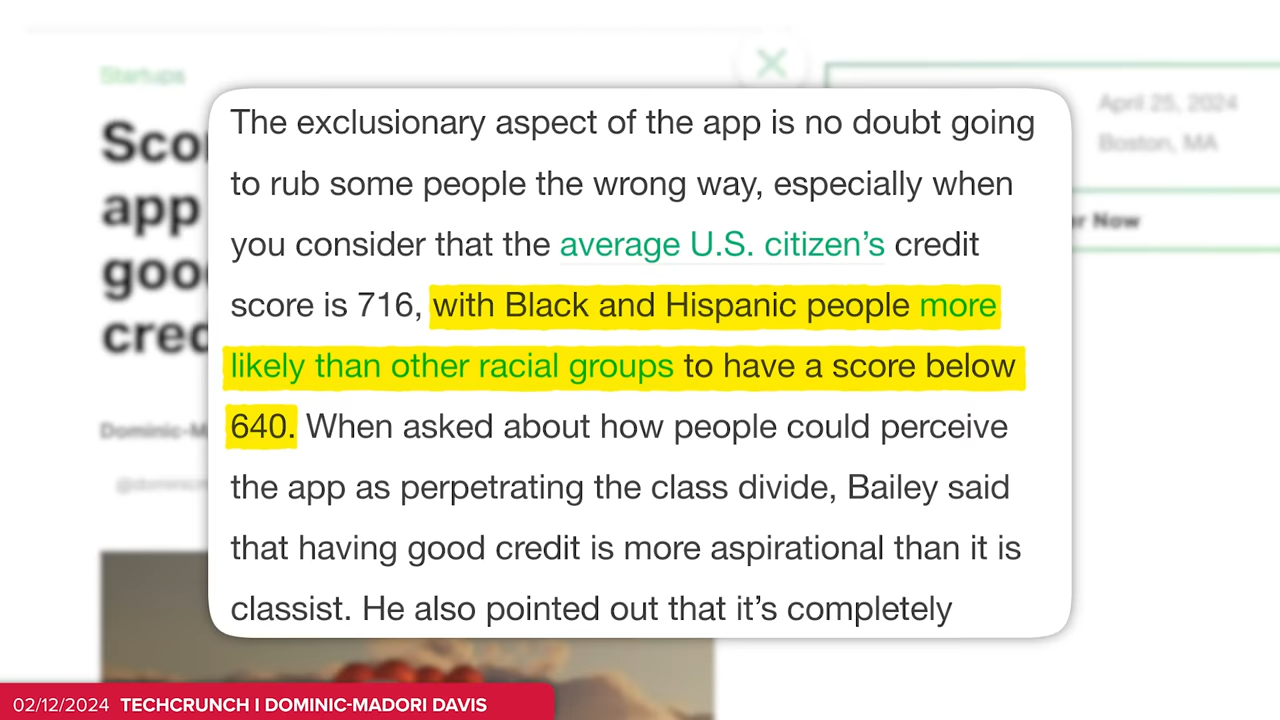 Startups
April 25, 2024
Boston, MA
Now
Sco
app
goo
cred
Dominic-M
The exclusionary aspect of the app is no doubt going
to rub some people the wrong way, especially when
you consider that the average U.S. citizen’s credit
score is 716, with Black and Hispanic people more
likely than other racial groups to have a score below
640. When asked about how people could perceive
the app as perpetrating the class divide, Bailey said
that having good credit is more aspirational than it is
classist. He also pointed out that it’s completely
02/12/2024 TECHCRUNCH I DOMINIC-MADORI DAVIS